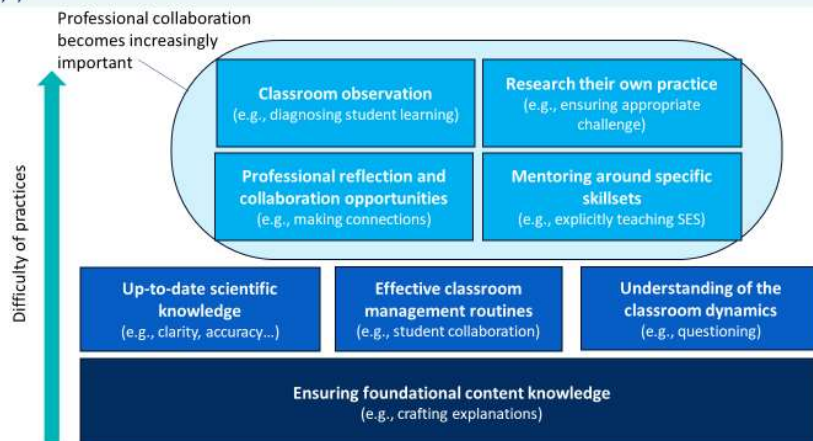 Professional collaboration
becomes increasingly
important
Classroom observation
(e.g., diagnosing student learning)
Research their own practice
(e.g., ensuring appropriate
challenge)
Professional reflection and
collaboration opportunities
(e.g., making connections)
Mentoring around specific
skillsets
(e.g., explicitly teaching SES)
Difficulty of practices
Up-to-date scientific
knowledge
(e.g., clarity, accuracy...)
Effective classroom
management routines
(e.g., student collaboration)
Understanding of the
classroom dynamics
(e.g., questioning)
Ensuring foundational content knowledge
(e.g., crafting explanations)